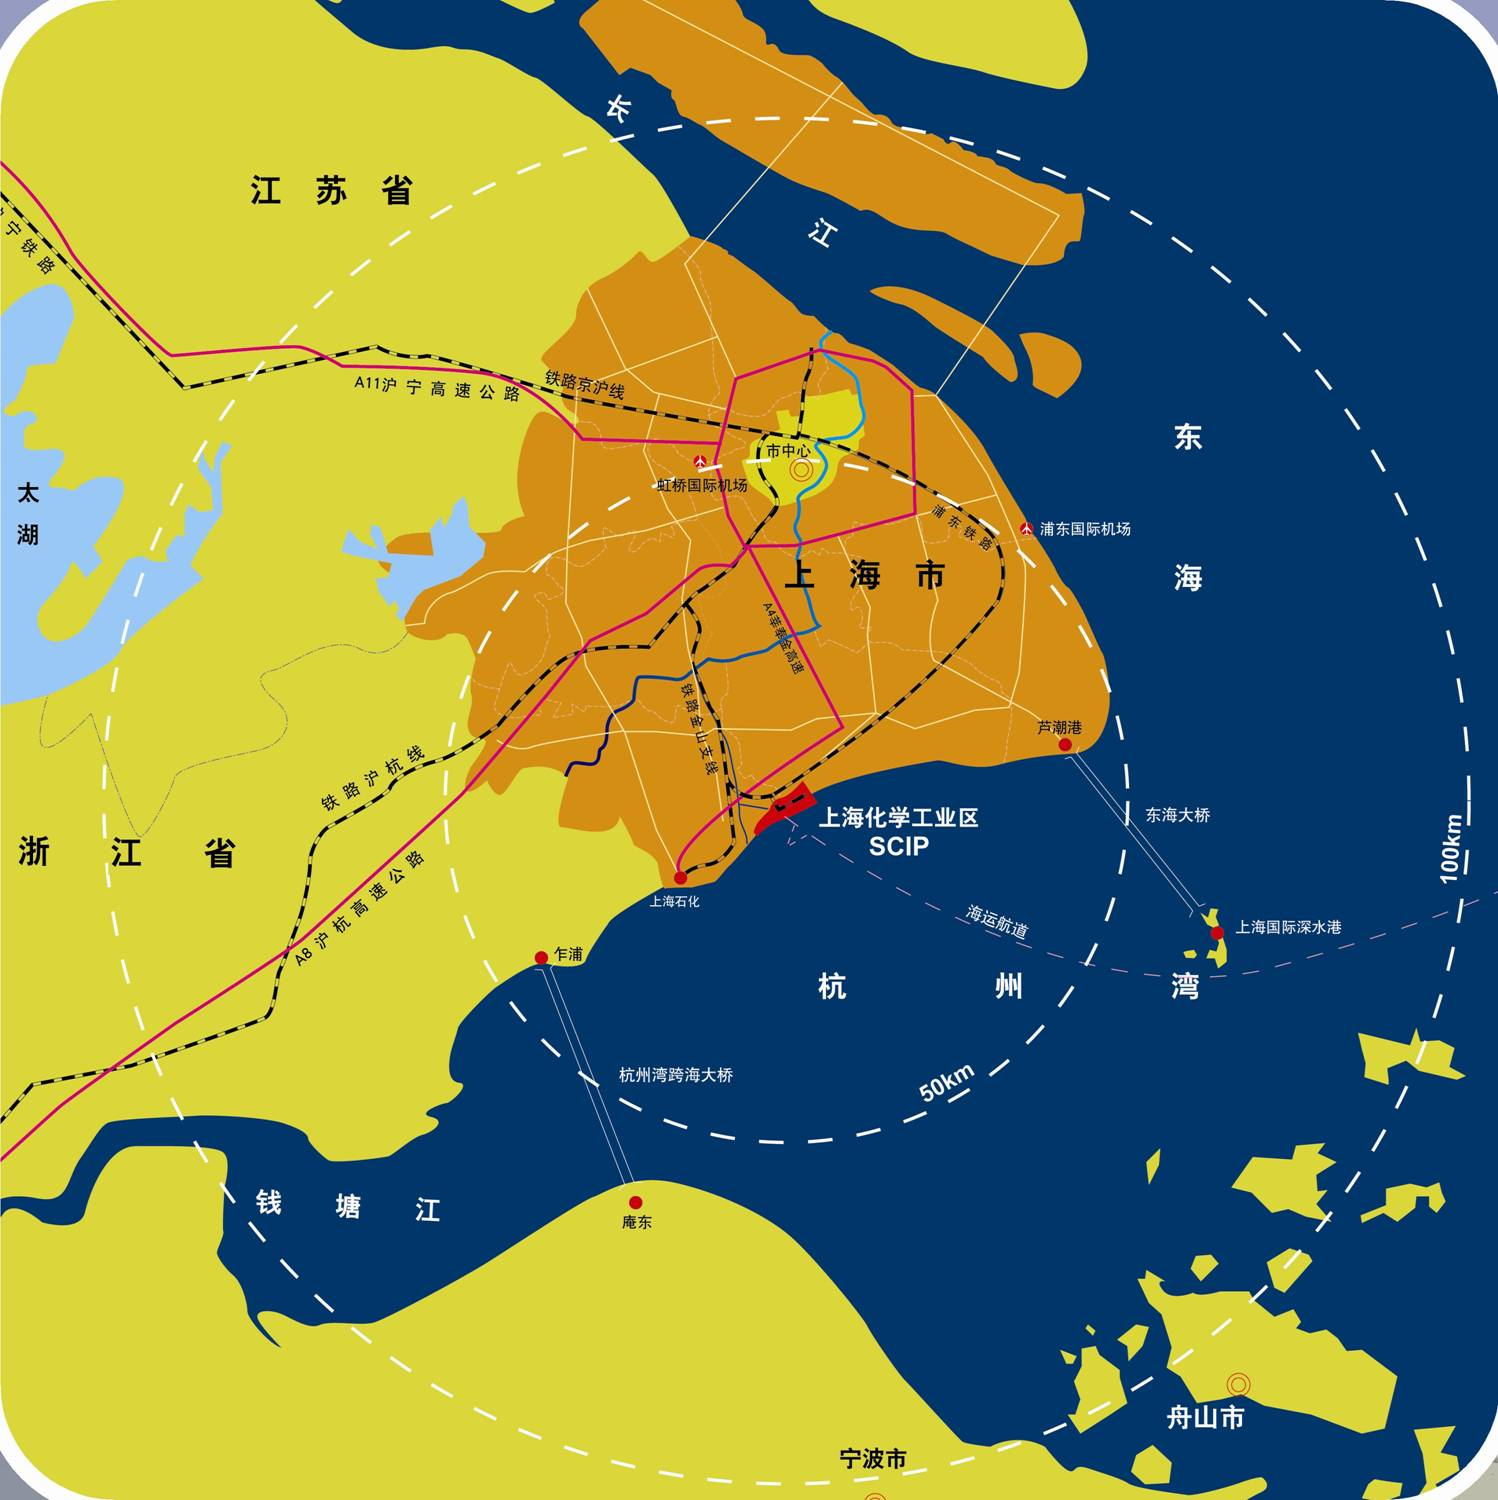 长
江
江苏省
沪宁铁路
A11沪宁高速公路
铁路京沪线
市中心
虹桥国际机场
东
海
太
湖
浦东铁路
浦东国际机场
上海市
A4莘奉金高速
铁路金山支线
芦潮港
铁路沪杭线
A8沪杭高速公路
浙江省
上海化学工业区
SCIP
东海大桥
100km
上海石化
海运航道
上海国际深水港
乍浦
杭州湾
杭州湾跨海大桥
50km
钱塘江
庵东
舟山市
宁波市